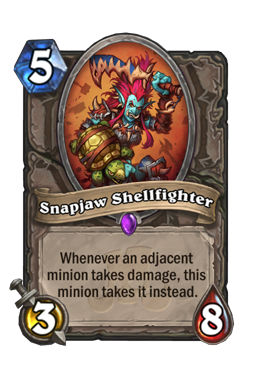 5
Snapjaw Shellfighter
Whenever an adjacent
minion takes damage, this
minion takes it instead.
3 8